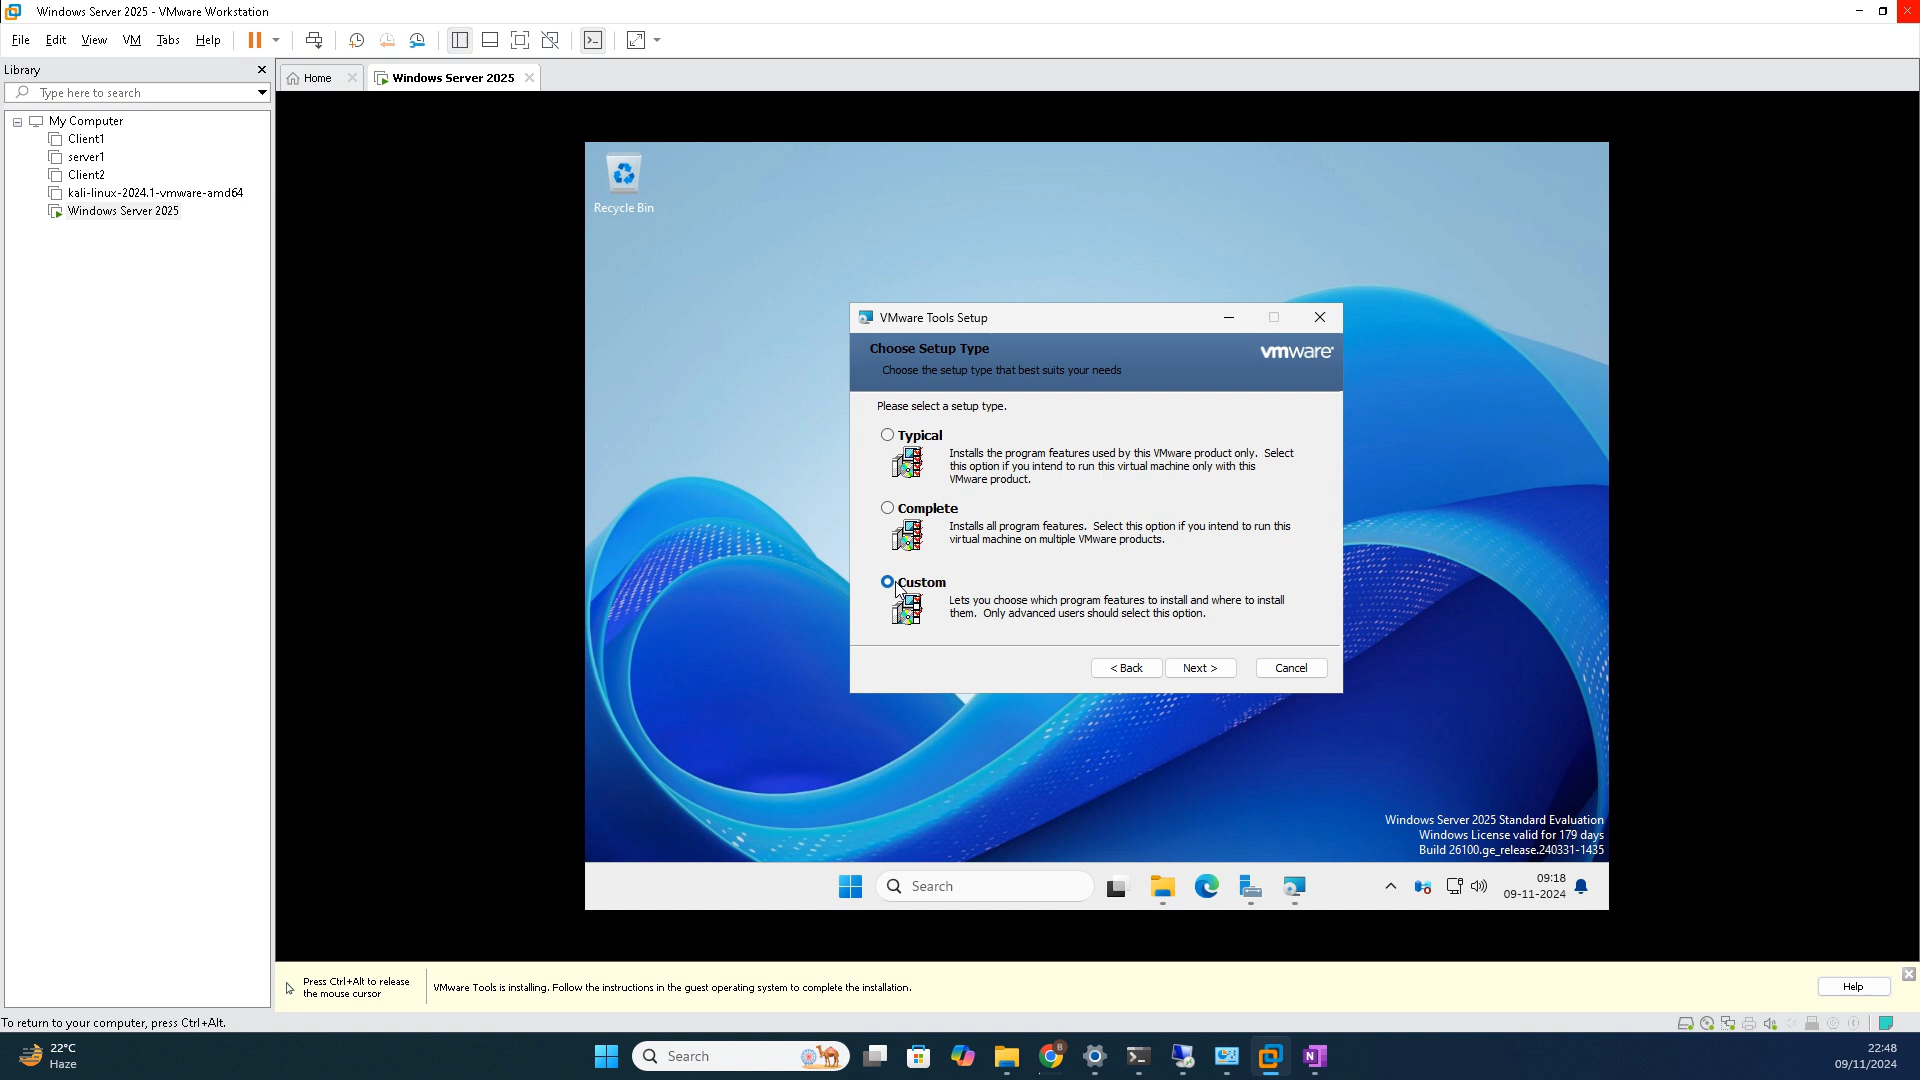 Windows Server 2025 - VMware Workstation
File Edit View VM Tabs Help
Library
Type here to search
My Computer
Client1
server1
Client2
kali-linux-2024.1-vmware-amd64
Windows Server 2025
Home
Windows Server 2025
Recycle Bin
VMware Tools Setup
Choose Setup Type
Choose the setup type that best suits your needs
vmware
Please select a setup type.
Typical
Installs the program features used by this VMware product only. Select
this option if you intend to run this virtual machine only with this
VMware product.
Complete
Installs all program features. Select this option if you intend to run this
virtual machine on multiple VMware products.
Custom
Lets you choose which program features to install and where to install
them. Only advanced users should select this option.
< Back
Next >
Cancel
Windows Server 2025 Standard Evaluation
Windows License valid for 179 days
Build 26100.ge_release.240331-1435
Search
09:18
09-11-2024
Press Ctrl+Alt to release
the mouse cursor
VMware Tools is installing. Follow the instructions in the guest operating system to complete the installation.
Help
To return to your computer, press Ctrl+Alt.
22°C
Haze
Search
B
N
22:48
09/11/2024